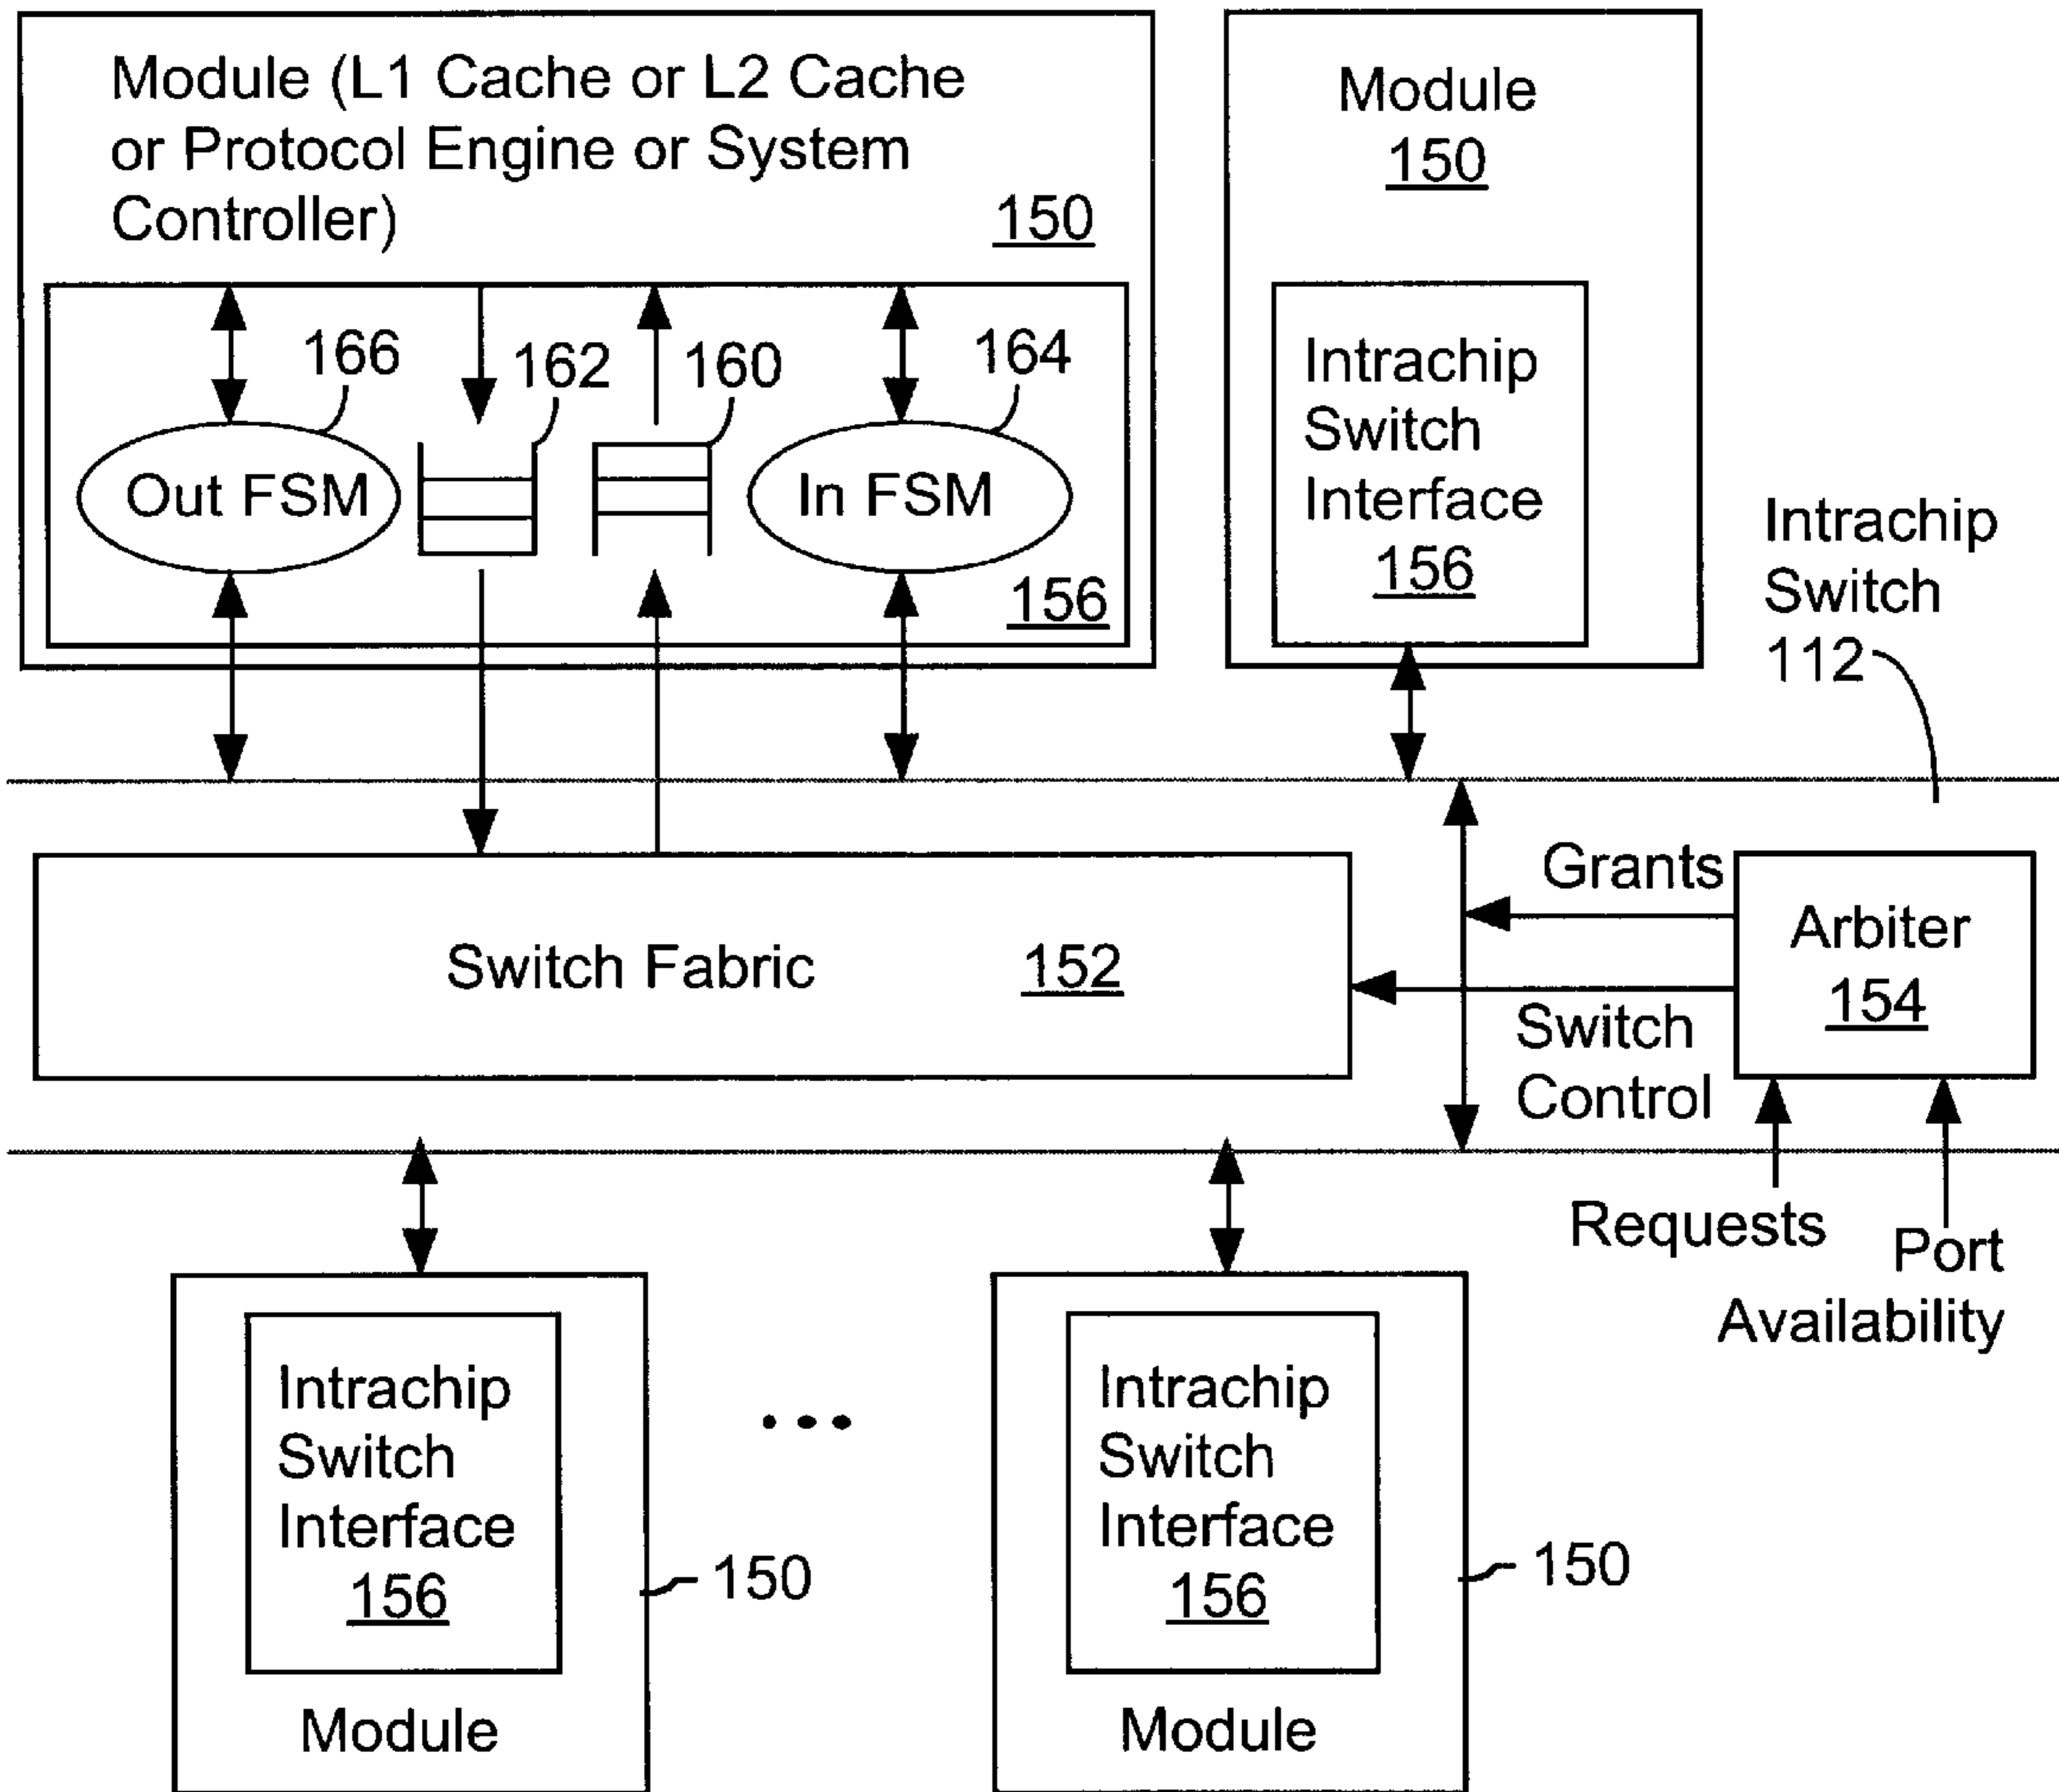 Module (L1 Cache or L2 Cache
or Protocol Engine or System
Controller)
150
166
162
160
164
Out FSM
In FSM
156
Module
150
Intrachip
Switch
Interface
156
Intrachip
Switch
112
Switch Fabric 152
Grants
Switch
Control
Arbiter
154
Requests
Port
Availability
Intrachip
Switch
Interface
156
Module
150
...
Intrachip
Switch
Interface
156
Module
150